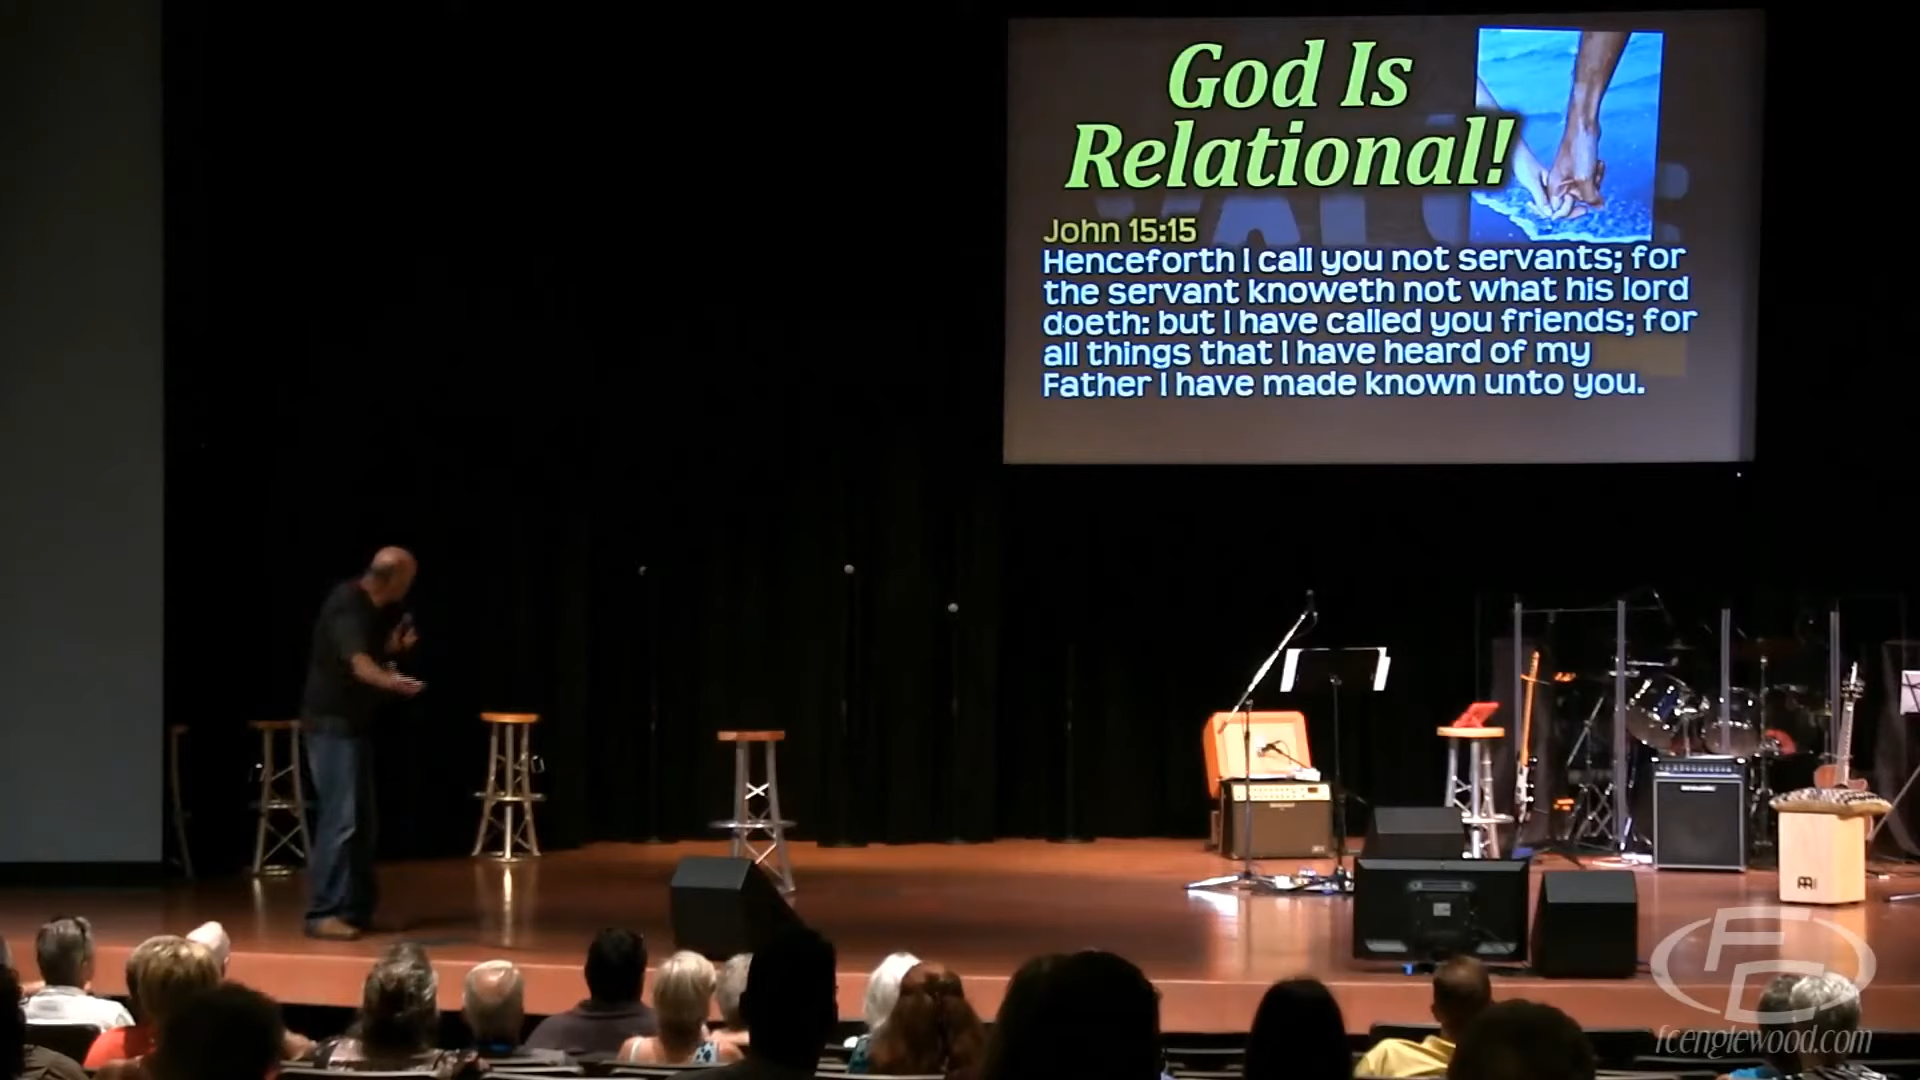 God Is
Relational!
John 15:15
Henceforth I call you not servants; for
the servant knoweth not what his lord
doeth: but I have called you friends; for
all things that I have heard of my
Father I have made known unto you.
FC
fcenglewood.com